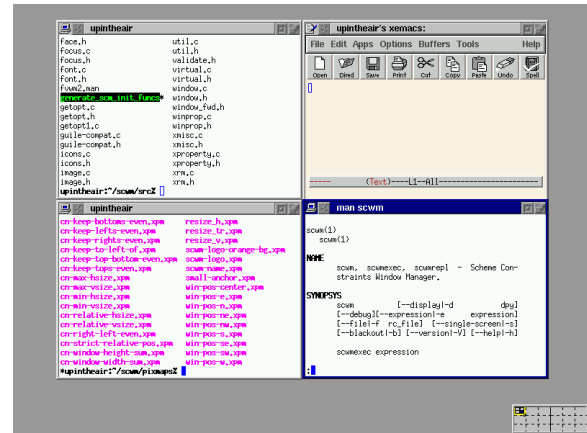 upintheair
face.h util.c
focus.c util.h
focus.h validate.h
font.c virtual.c
font.h virtual.h
fvwm2.man window.c
generate_scm_init_funcs* window.h
getopt.c window_fwd.h
getopt.h winprop.c
getopt1.c winprop.h
guile-compat.c xmisc.c
guile-compat.h xmisc.h
icons.c xproperty.c
icons.h xproperty.h
image.c xrm.c
image.h xrm.h
upintheair:~/scwm/src%
upintheair's xemacs:
File Edit Apps Options Buffers Tools Help
Open Dired Save Print Cut Copy Paste Undo Spell
----- (Text)----L1--All--------------------
upintheair
cn-keep-bottoms-even.xpm resize_h.xpm
cn-keep-lefts-even.xpm resize_tr.xpm
cn-keep-rights-even.xpm resize_v.xpm
cn-keep-to-left-of.xpm scwm-logo-orange-bg.xpm
cn-keep-top-bottom-even.xpm scwm-logo.xpm
cn-keep-tops-even.xpm scwm-name.xpm
cn-max-hsize.xpm small-anchor.xpm
cn-max-vsize.xpm win-pos-center.xpm
cn-min-hsize.xpm win-pos-e.xpm
cn-min-vsize.xpm win-pos-n.xpm
cn-relative-hsize.xpm win-pos-ne.xpm
cn-relative-vsize.xpm win-pos-nw.xpm
cn-right-left-even.xpm win-pos-s.xpm
cn-strict-relative-pos.xpm win-pos-se.xpm
cn-window-height-sum.xpm win-pos-sw.xpm
cn-window-width-sum.xpm win-pos-w.xpm
*upintheair:~/scwm/pixmaps%
man scwm
scwm(1)
scwm(1)
NAME
scwm, scwmexec, scwmrepl - Scheme Con-
straints Window Manager.
SYNOPSYS
scwm [--display|-d dpy]
[--debug][--expression|-e expression]
[--file|-f rc_file] [--single-screen|-s]
[--blackout|-b] [--version|-V] [--help|-h]
scwmexec expression
: